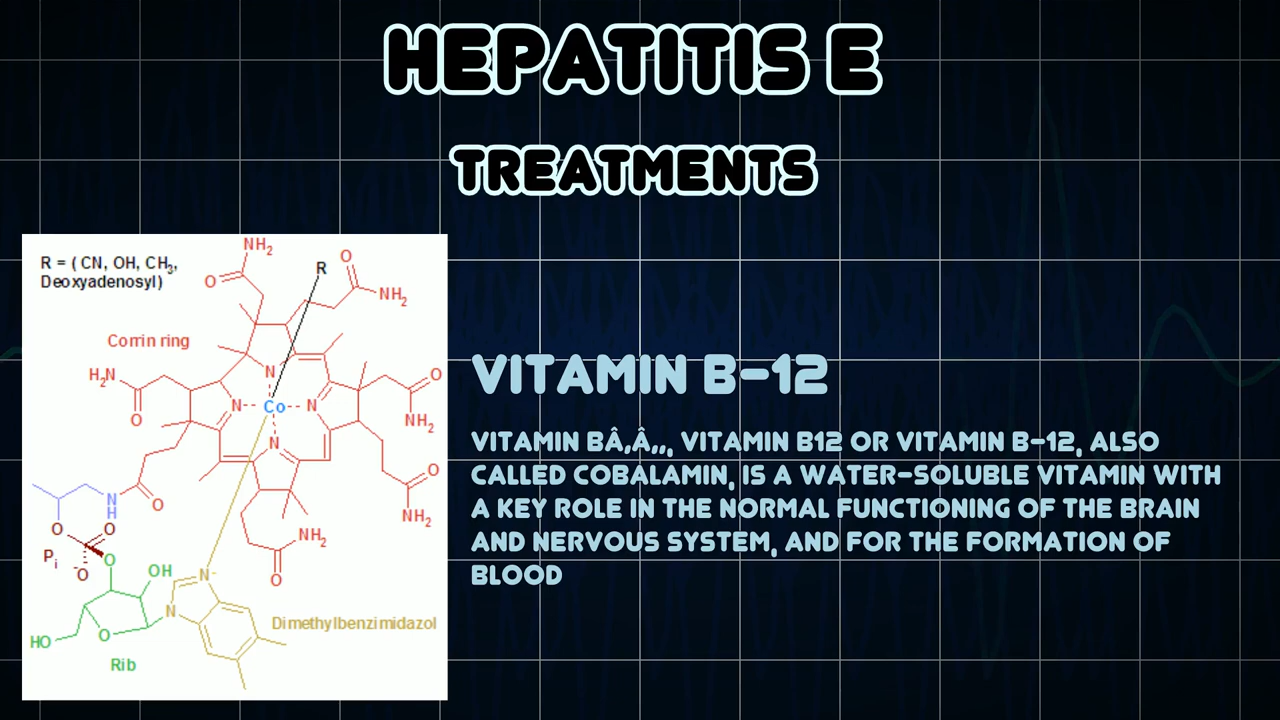 HEPATITIS E
TREATMENTS
R = ( CN, OH, CH3,
Deoxyadenosyl)
NH2
O
R
O
NH2
Corrin ring
H2N
O
N
N
Co
N
N
O
NH2
O
NH2
O
NH2
N
H
O
O
O
Pi
-O
O
OH
N-
N
O
HO
Rib
Dimethylbenzimidazol
VITAMIN B-12
VITAMIN BÂ,Â,,, VITAMIN B12 OR VITAMIN B-12, ALSO
CALLED COBALAMIN, IS A WATER-SOLUBLE VITAMIN WITH
A KEY ROLE IN THE NORMAL FUNCTIONING OF THE BRAIN
AND NERVOUS SYSTEM, AND FOR THE FORMATION OF
BLOOD